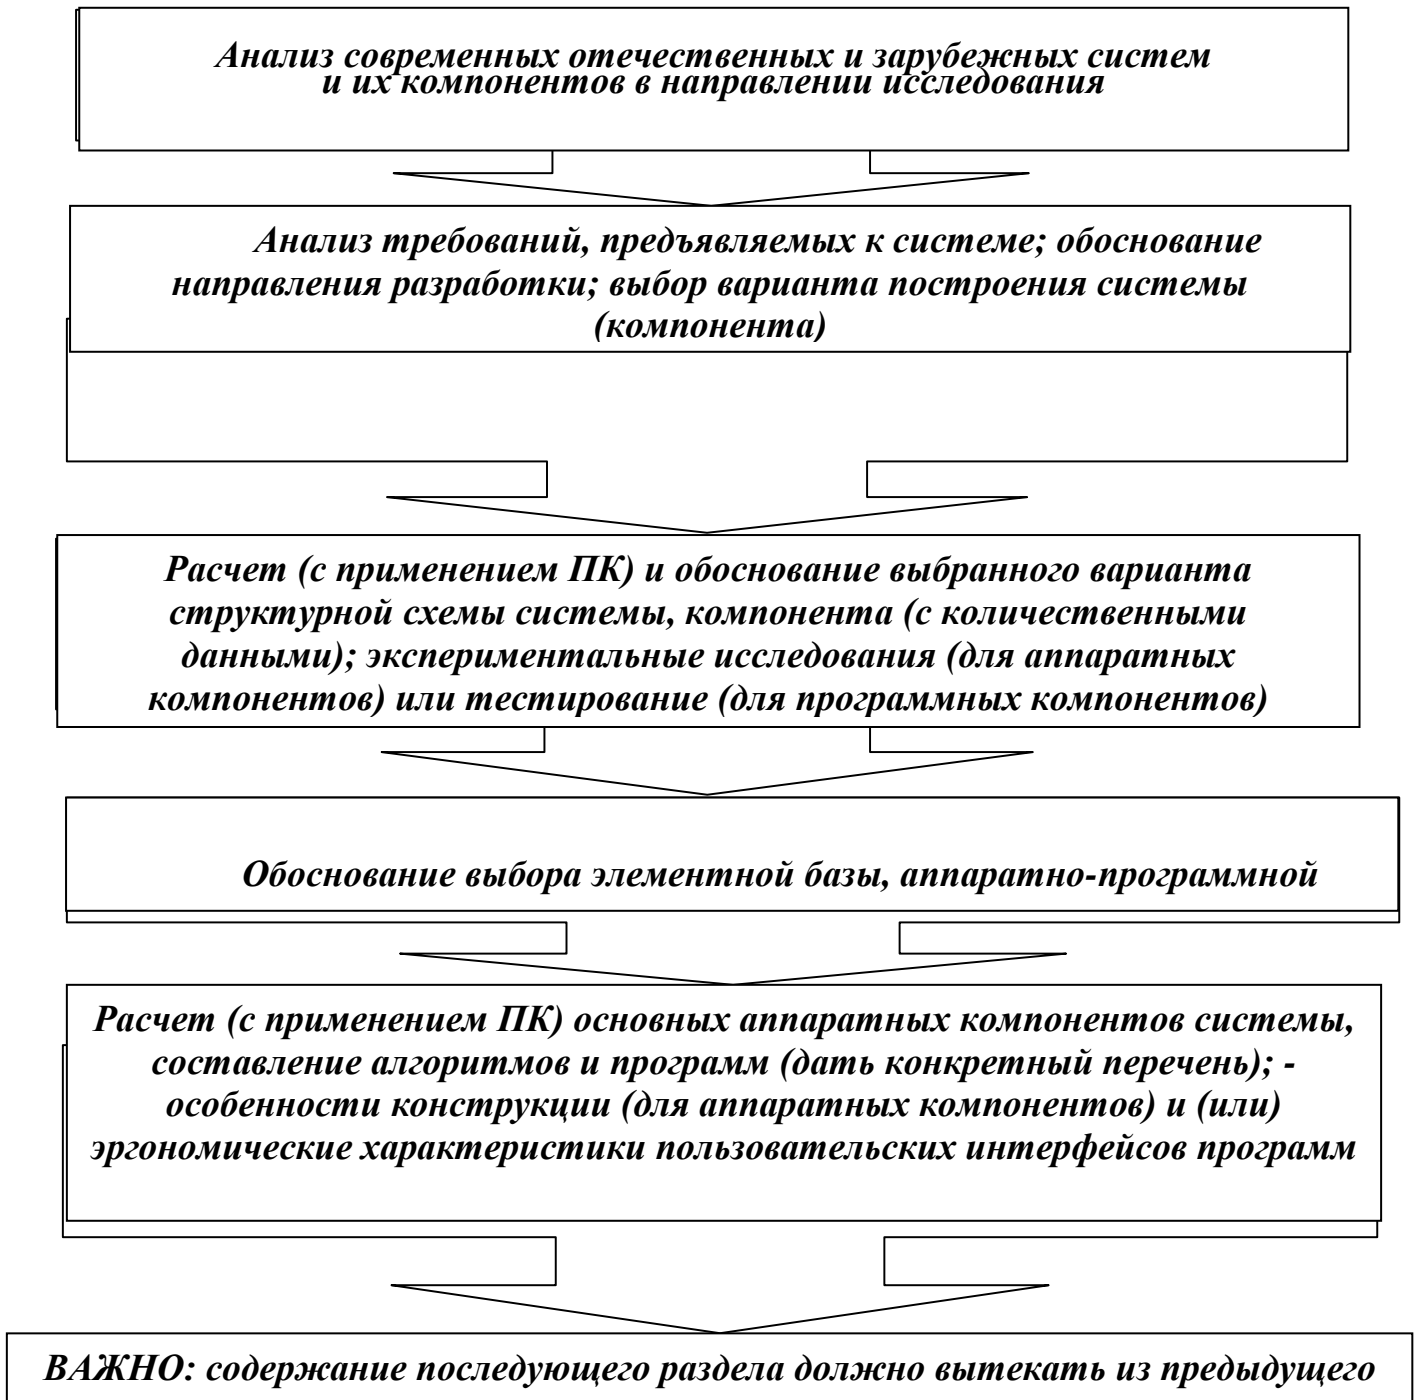 Анализ современных отечественных и зарубежных систем
и их компонентов в направлении исследования
Анализ требований, предъявляемых к системе; обоснование
направления разработки; выбор варианта построения системы
(компонента)
Расчет (с применением ПК) и обоснование выбранного варианта
структурной схемы системы, компонента (с количественными
данными); экспериментальные исследования (для аппаратных
компонентов) или тестирование (для программных компонентов)
Обоснование выбора элементной базы, аппаратно-программной
Расчет (с применением ПК) основных аппаратных компонентов системы,
составление алгоритмов и программ (дать конкретный перечень); -
особенности конструкции (для аппаратных компонентов) и (или)
эргономические характеристики пользовательских интерфейсов программ
ВАЖНО: содержание последующего раздела должно вытекать из предыдущего